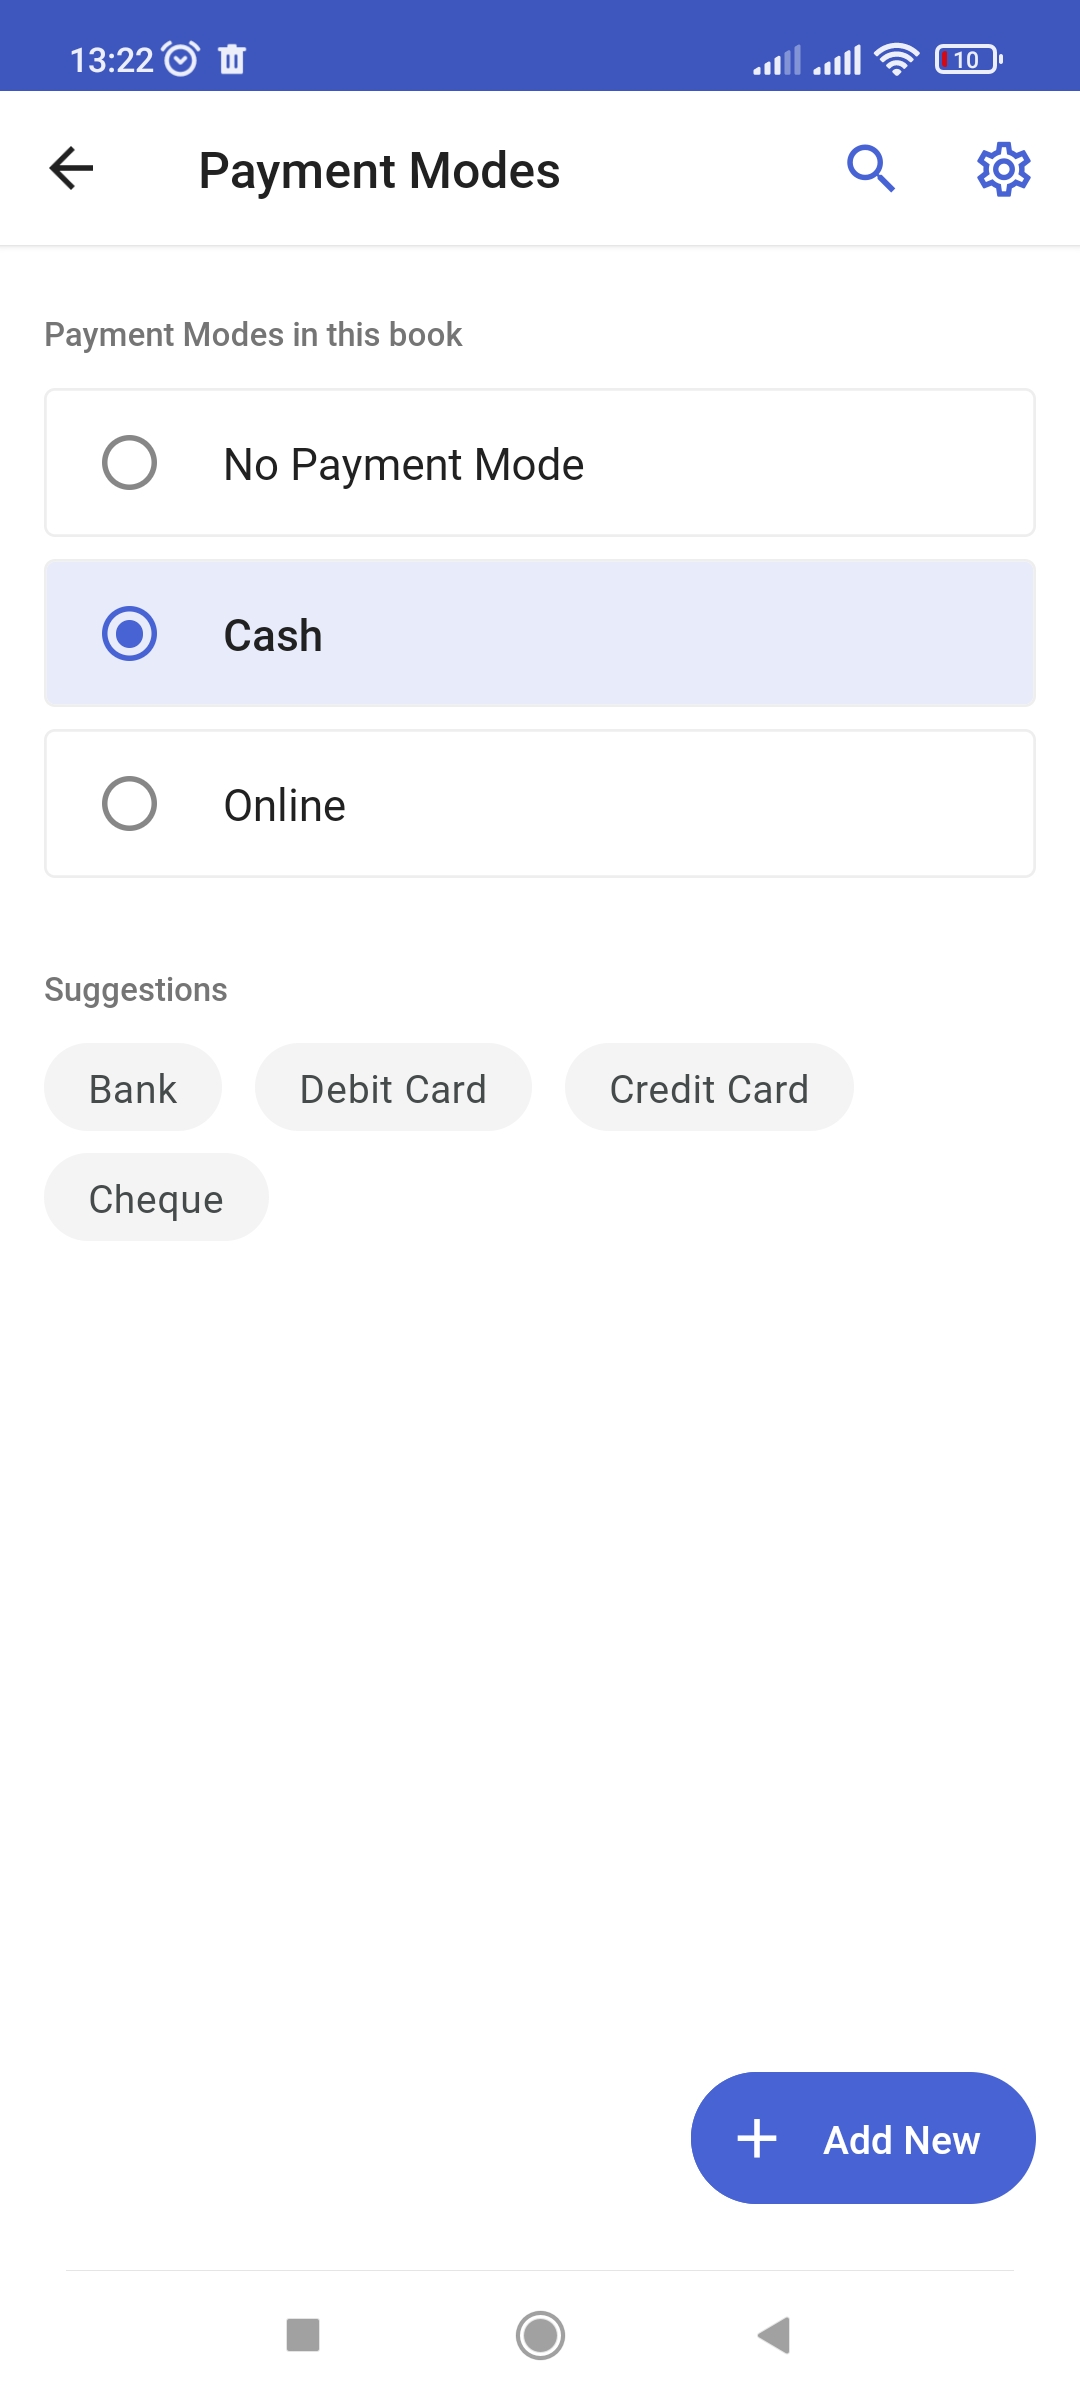 13:22 10
Payment Modes
Payment Modes in this book
No Payment Mode
Cash
Online
Suggestions
Bank Debit Card Credit Card
Cheque
Add New